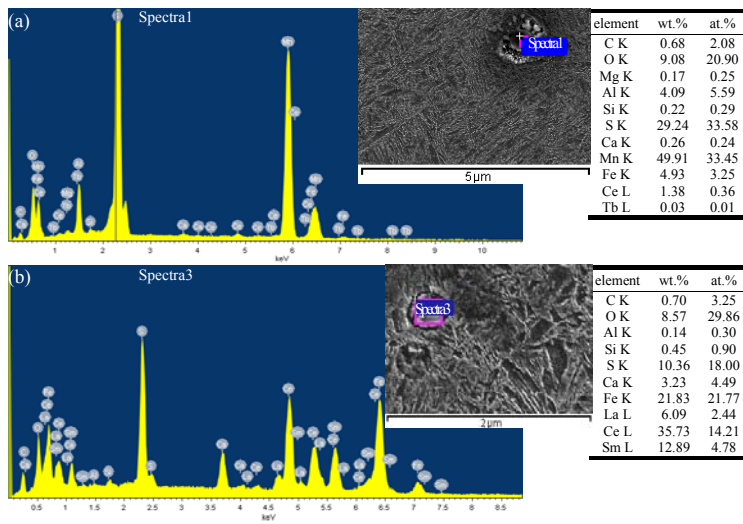 (a)
Spectra1
Spectra1
5μm
1 2 3 4 5 6 7 8 9 10
keV
element wt.% at.%
C K 0.68 2.08
O K 9.08 20.90
Mg K 0.17 0.25
Al K 4.09 5.59
Si K 0.22 0.29
S K 29.24 33.58
Ca K 0.26 0.24
Mn K 49.91 33.45
Fe K 4.93 3.25
Ce L 1.38 0.36
Tb L 0.03 0.01
(b)
Spectra3
Spectra3
2μm
0.5 1 1.5 2 2.5 3 3.5 4 4.5 5 5.5 6 6.5 7 7.5 8 8.5
keV
element wt.% at.%
C K 0.70 3.25
O K 8.57 29.86
Al K 0.14 0.30
Si K 0.45 0.90
S K 10.36 18.00
Ca K 3.23 4.49
Fe K 21.83 21.77
La L 6.09 2.44
Ce L 35.73 14.21
Sm L 12.89 4.78